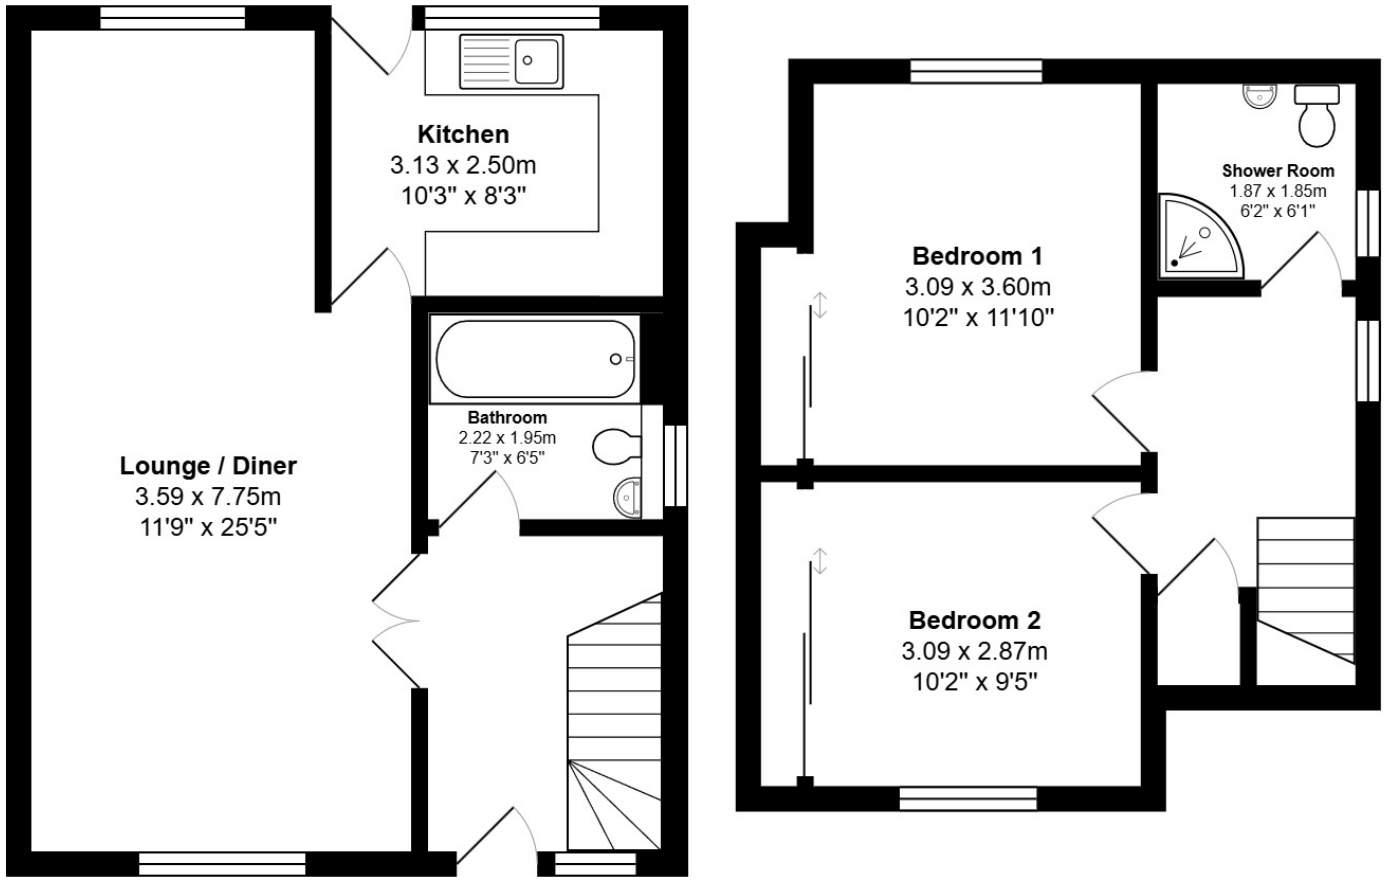 Kitchen
3.13 x 2.50m
10'3" x 8'3"
Lounge / Diner
3.59 x 7.75m
11'9" x 25'5"
Bathroom
2.22 x 1.95m
7'3" x 6'5"
Bedroom 1
3.09 x 3.60m
10'2" x 11'10"
Shower Room
1.87 x 1.85m
6'2" x 6'1"
Bedroom 2
3.09 x 2.87m
10'2" x 9'5"